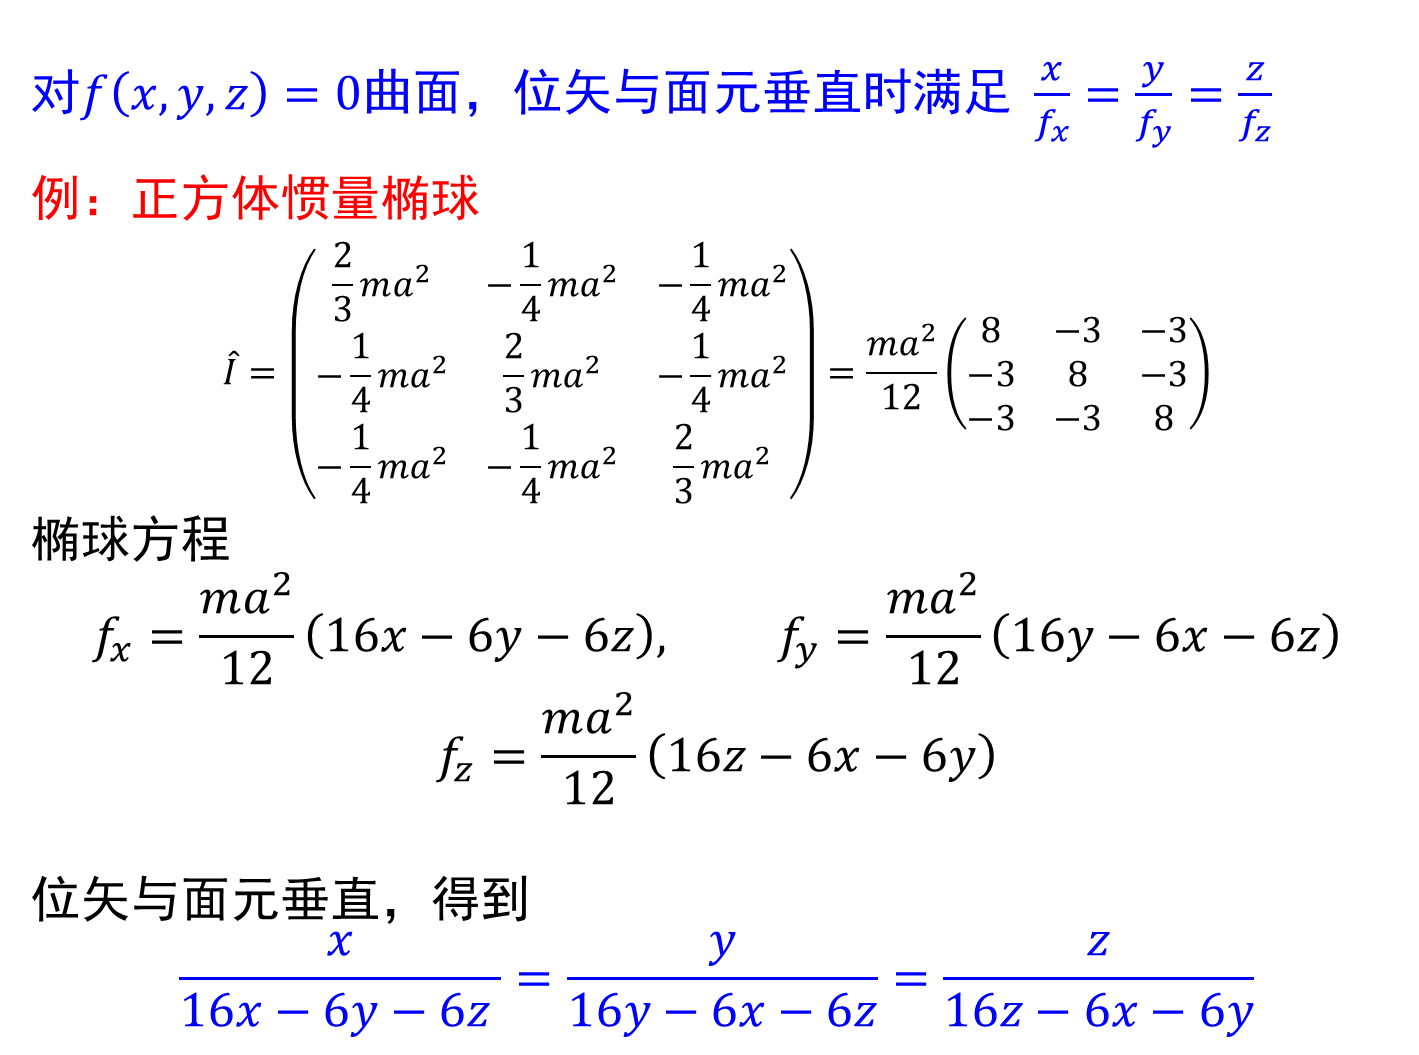 对f(x,y,z) = 0曲面，位矢与面元垂直时满足 x/f_x = y/f_y = z/f_z
例：正方体惯量椭球
Î = ( 2/3 ma² −1/4 ma² −1/4 ma² ; −1/4 ma² 2/3 ma² −1/4 ma² ; −1/4 ma² −1/4 ma² 2/3 ma² ) = ma²/12 ( 8 −3 −3 ; −3 8 −3 ; −3 −3 8 )
椭球方程
f_x = ma²/12 (16x − 6y − 6z), f_y = ma²/12 (16y − 6x − 6z)
f_z = ma²/12 (16z − 6x − 6y)
位矢与面元垂直，得到
x/(16x − 6y − 6z) = y/(16y − 6x − 6z) = z/(16z − 6x − 6y)